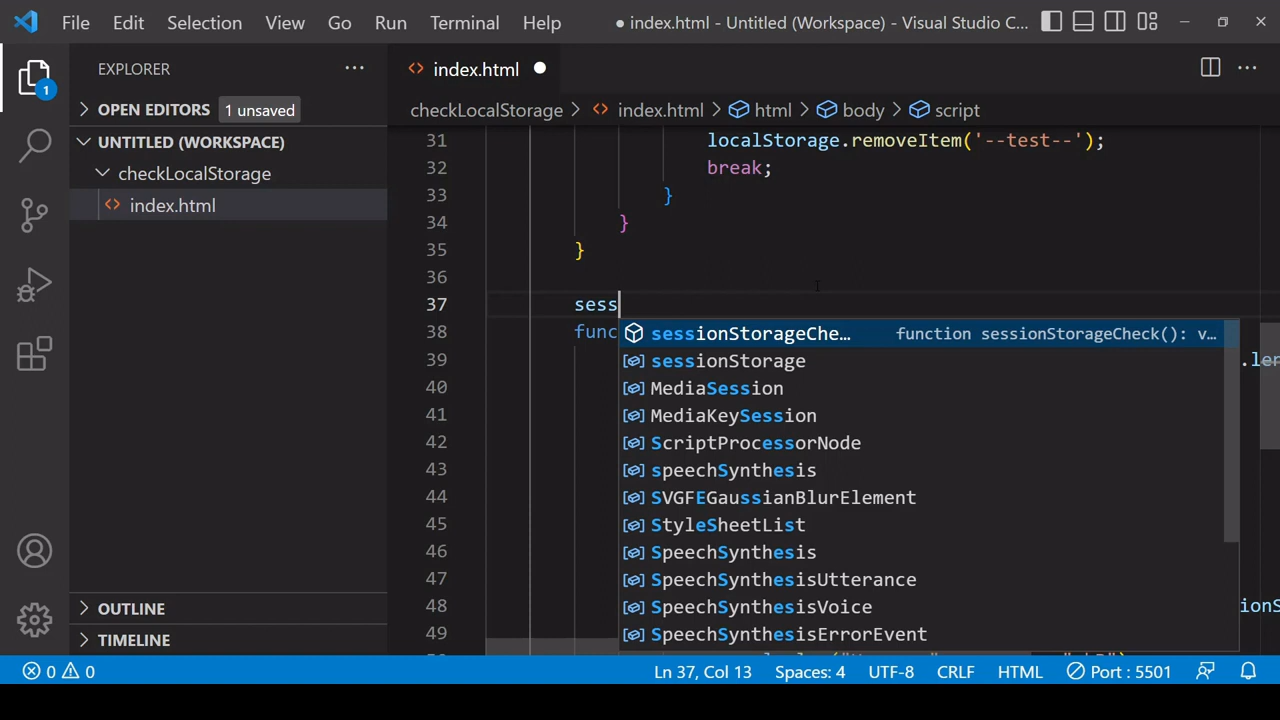 File Edit Selection View Go Run Terminal Help ● index.html - Untitled (Workspace) - Visual Studio C...
EXPLORER ...
1
OPEN EDITORS 1 unsaved
UNTITLED (WORKSPACE)
checkLocalStorage
index.html
OUTLINE
TIMELINE
index.html
checkLocalStorage > index.html > html > body > script
31 localStorage.removeItem('--test--');
32 break;
33 }
34 }
35 }
36
37 sess
38 func
39 .len
40
41
42
43
44
45
46
47
48 ionS
49
sessionStorageChe... function sessionStorageCheck(): v...
sessionStorage
MediaSession
MediaKeySession
ScriptProcessorNode
speechSynthesis
SVGFEGaussianBlurElement
StyleSheetList
SpeechSynthesis
SpeechSynthesisUtterance
SpeechSynthesisVoice
SpeechSynthesisErrorEvent
0 0 Ln 37, Col 13 Spaces: 4 UTF-8 CRLF HTML Port : 5501